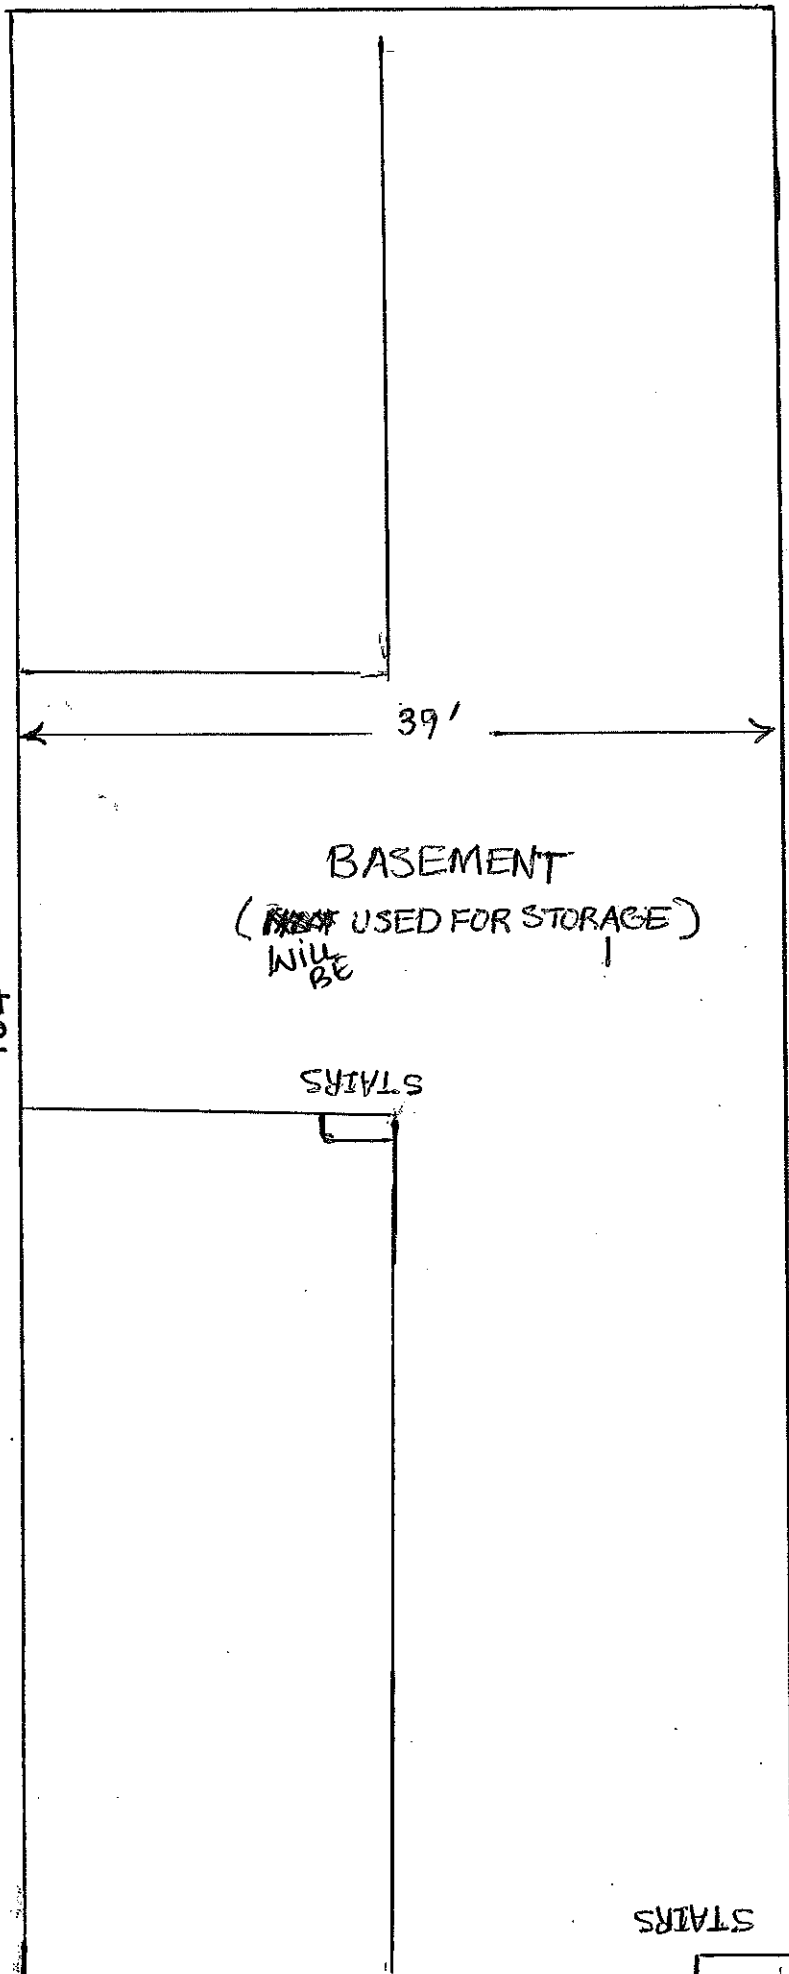 39'
BASEMENT
( USED FOR STORAGE)
WILL
BE
STAIRS
STAIRS